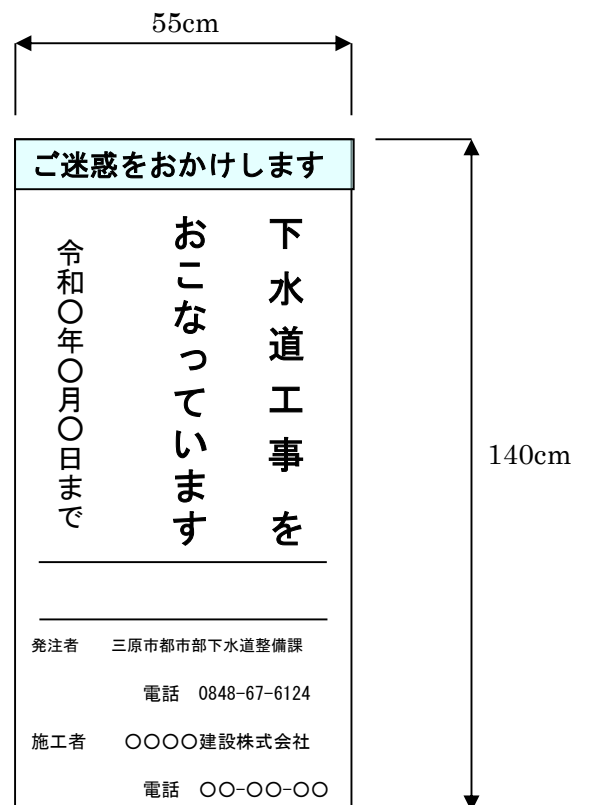 55cm
ご迷惑をおかけします
下水道工事を
おこなっています
令和〇年〇月〇日まで
140cm
発注者 三原市都市部下水道整備課
電話 0848-67-6124
施工者 〇〇〇〇建設株式会社
電話 〇〇-〇〇-〇〇